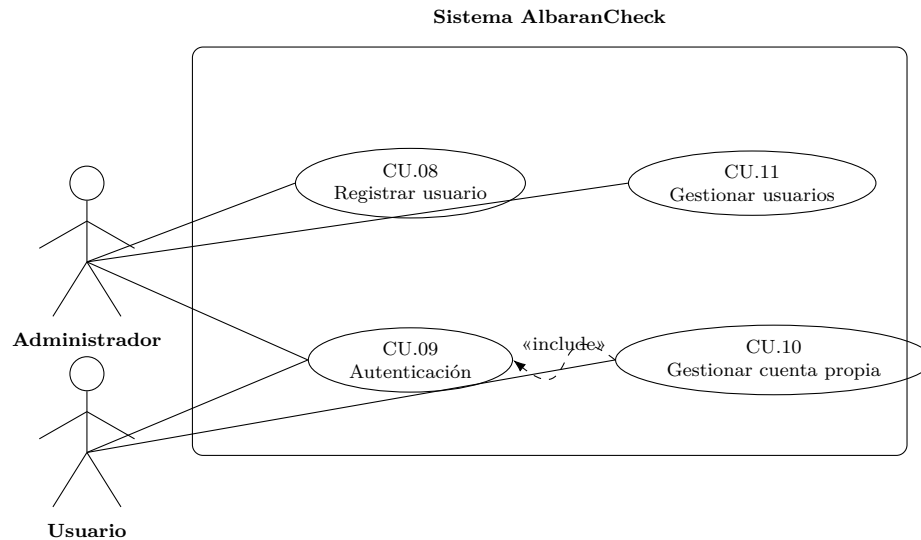 Sistema AlbaranCheck
CU.08
Registrar usuario
CU.11
Gestionar usuarios
Administrador
CU.09
Autenticación
«include»
CU.10
Gestionar cuenta propia
Usuario